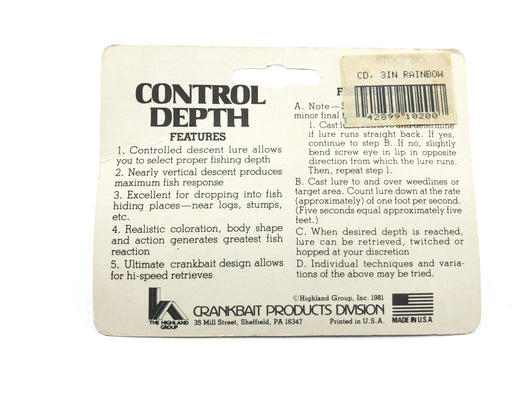 CONTROL
DEPTH
FEATURES
1. Controlled descent lure allows
you to select proper fishing depth
2. Nearly vertical descent produces
maximum fish response
3. Excellent for dropping into fish
hiding places—near logs, stumps,
etc.
4. Realistic coloration, body shape
and action generates greatest fish
reaction
5. Ultimate crankbait design allows
for hi-speed retrieves
CD. 3IN RAINBOW
42899 10200
A. Note—
minor final
1. Cast
if lure runs straight back. If yes,
continue to step B. If no, slightly
bend screw eye in lip in opposite
direction from which the lure runs.
Then, repeat step 1.
B. Cast lure to and over weedlines or
target area. Count lure down at the rate
(approximately) of one foot per second.
(Five seconds equal approximately five
feet.)
C. When desired depth is reached,
lure can be retrieved, twitched or
hopped at your discretion
D. Individual techniques and varia-
tions of the above may be tried.
THE HIGHLAND
GROUP
©Highland Group, Inc. 1981
CRANKBAIT PRODUCTS DIVISION
35 Mill Street, Sheffield, PA 16347
Printed in U.S.A.
MADE IN U.S.A.